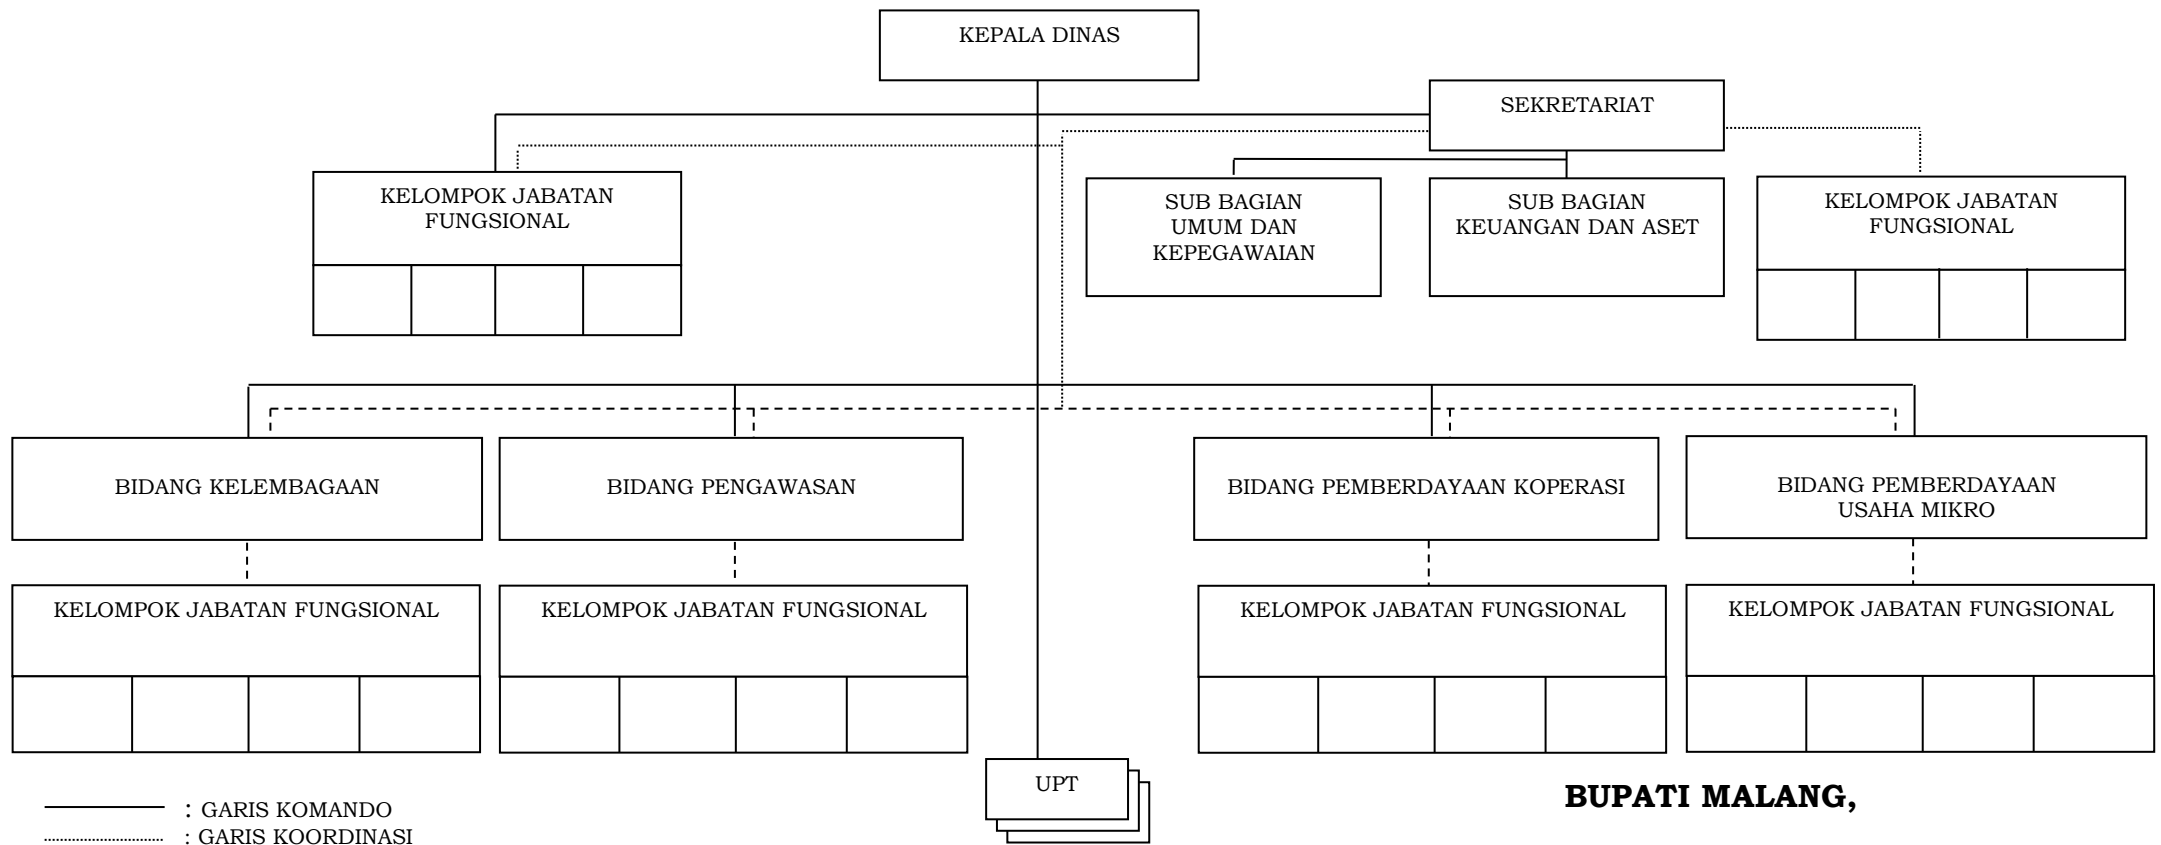 KEPALA DINAS
SEKRETARIAT
KELOMPOK JABATAN
FUNGSIONAL
SUB BAGIAN
UMUM DAN
KEPEGAWAIAN
SUB BAGIAN
KEUANGAN DAN ASET
KELOMPOK JABATAN
FUNGSIONAL
BIDANG KELEMBAGAAN
BIDANG PENGAWASAN
BIDANG PEMBERDAYAAN KOPERASI
BIDANG PEMBERDAYAAN
USAHA MIKRO
KELOMPOK JABATAN FUNGSIONAL
KELOMPOK JABATAN FUNGSIONAL
KELOMPOK JABATAN FUNGSIONAL
KELOMPOK JABATAN FUNGSIONAL
UPT
BUPATI MALANG,
: GARIS KOMANDO
: GARIS KOORDINASI